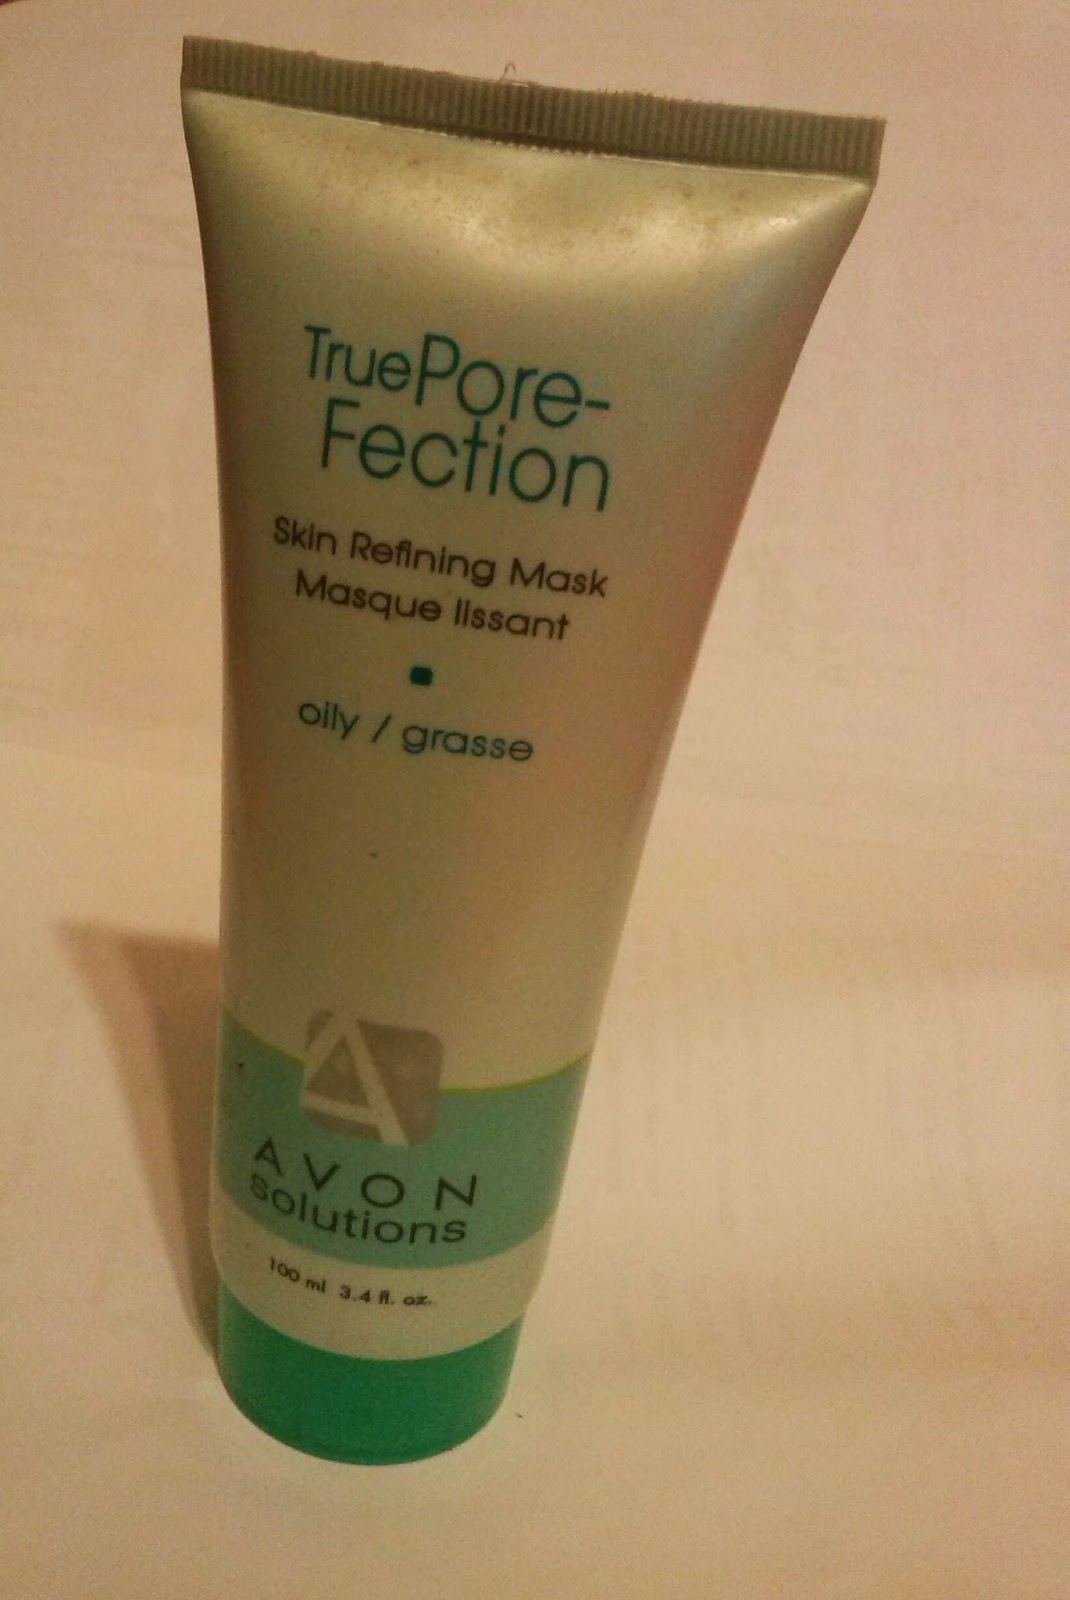 TruePore-
Fection
Skin Refining Mask
Masque lissant
oily / grasse
A
AVON
solutions
100 ml 3.4 fl. oz.